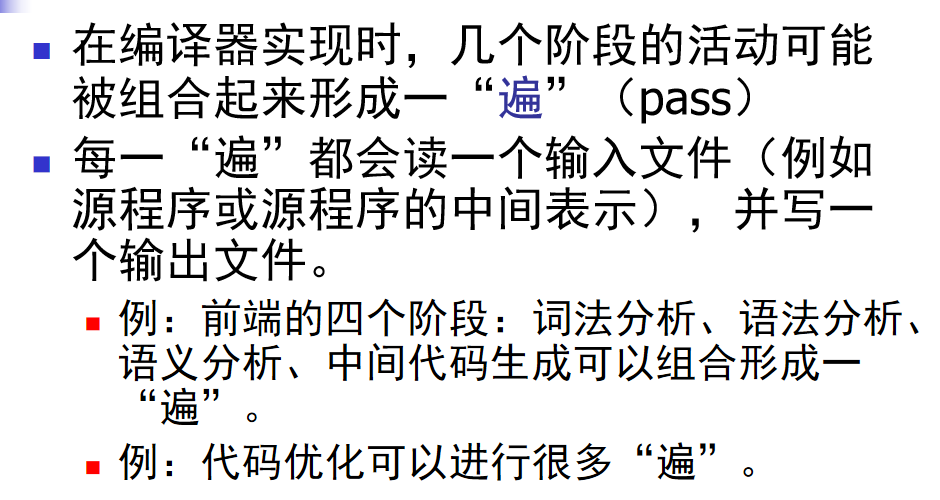 在编译器实现时，几个阶段的活动可能
被组合起来形成一“遍”（pass）
每一“遍”都会读一个输入文件（例如
源程序或源程序的中间表示），并写一
个输出文件。
例：前端的四个阶段：词法分析、语法分析、
语义分析、中间代码生成可以组合形成一
“遍”。
例：代码优化可以进行很多“遍”。